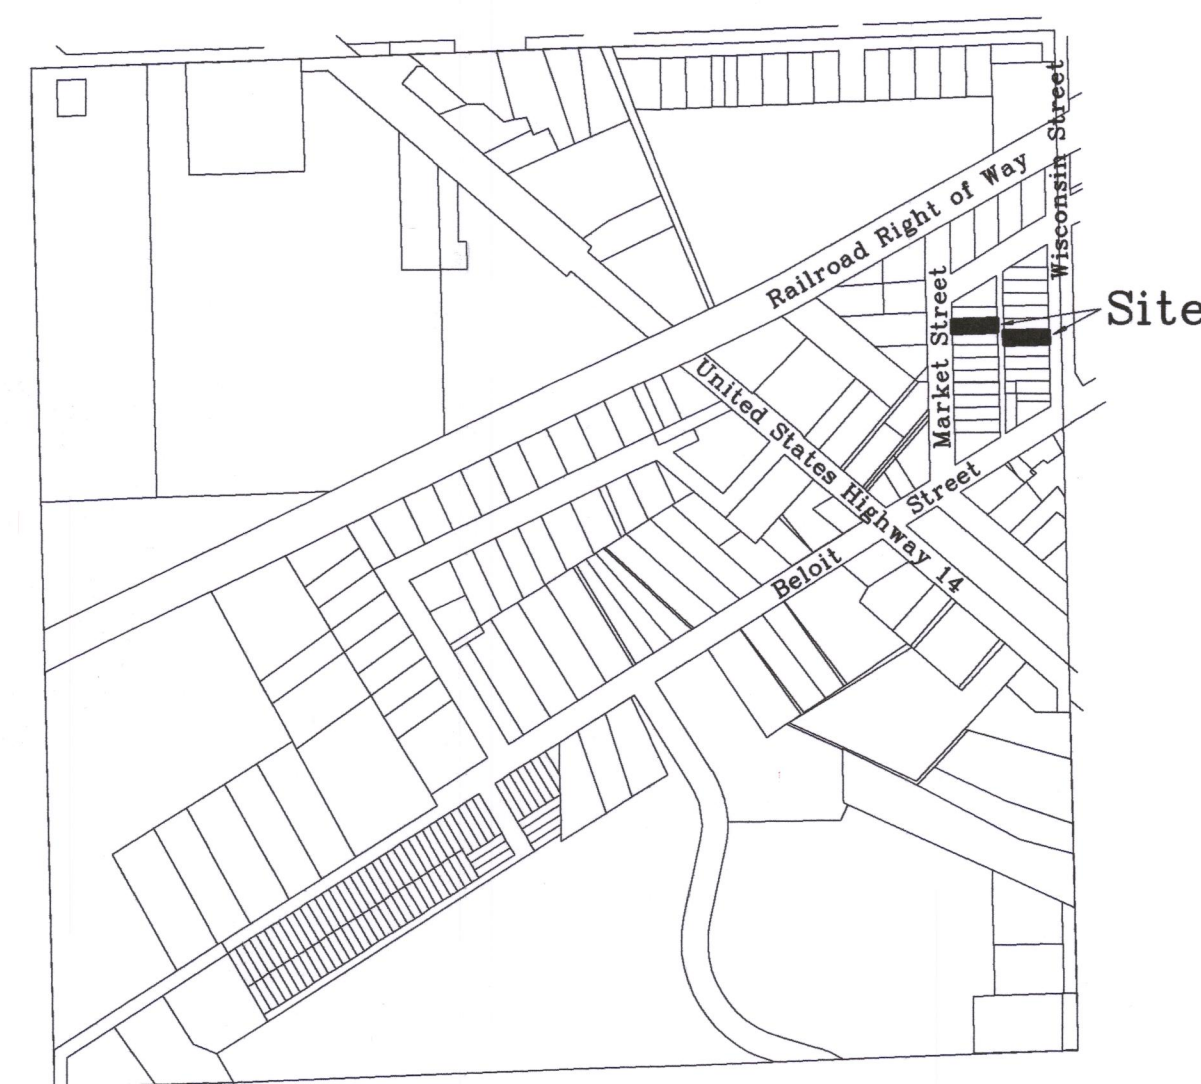 Wisconsin Street
Railroad Right of Way
Market Street
Site
United States Highway 14
Beloit Street